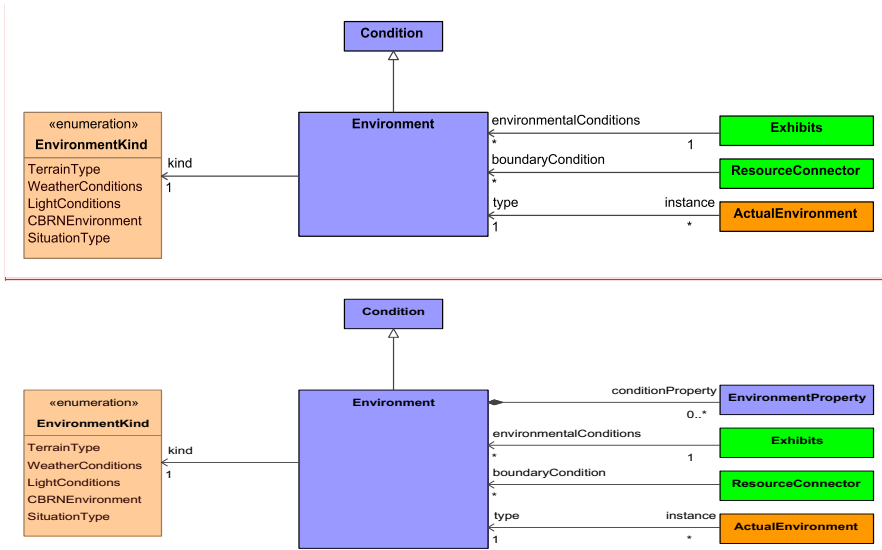 Condition
«enumeration»
EnvironmentKind
TerrainType
WeatherConditions
LightConditions
CBRNEnvironment
SituationType
kind
1
Environment
environmentalConditions
*
1
Exhibits
boundaryCondition
*
ResourceConnector
type
1
instance
*
ActualEnvironment
Condition
«enumeration»
EnvironmentKind
TerrainType
WeatherConditions
LightConditions
CBRNEnvironment
SituationType
kind
1
Environment
conditionProperty
0..*
EnvironmentProperty
environmentalConditions
*
1
Exhibits
boundaryCondition
*
ResourceConnector
type
1
instance
*
ActualEnvironment